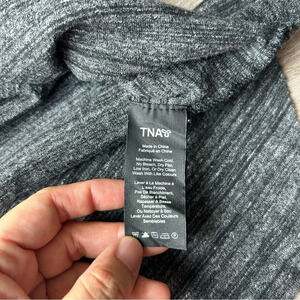 TNA
Made in China
Fabriqué en Chine
Machine Wash Cold,
No Bleach, Dry Flat,
Low Iron, Or Dry Clean
Wash With Like Colours
Laver à La Machine à
L'eau Froide,
Pas De Blanchiment,
Sécher à Plat,
Repasser à Basse
Température,
Ou Nettoyer à Sec
Laver Avec Des Couleurs
Semblables